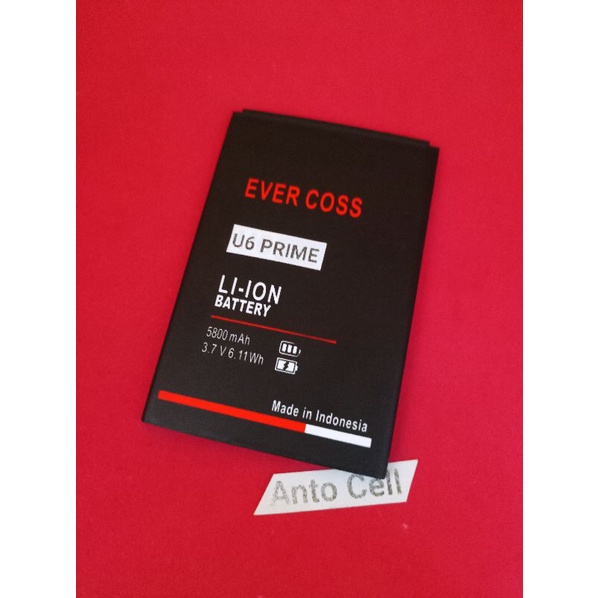 EVER COSS
U6 PRIME
LI-ION
BATTERY
5800 mAh
3.7 V 6.11Wh
Made in Indonesia
Anto Cell